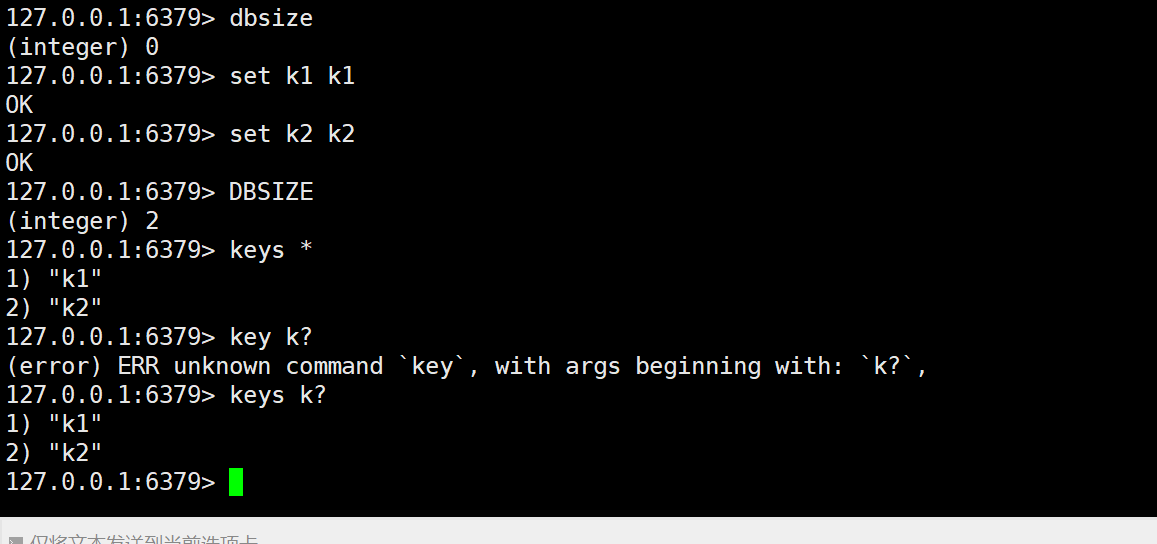 127.0.0.1:6379> dbsize
(integer) 0
127.0.0.1:6379> set k1 k1
OK
127.0.0.1:6379> set k2 k2
OK
127.0.0.1:6379> DBSIZE
(integer) 2
127.0.0.1:6379> keys *
1) "k1"
2) "k2"
127.0.0.1:6379> key k?
(error) ERR unknown command `key`, with args beginning with: `k?`,
127.0.0.1:6379> keys k?
1) "k1"
2) "k2"
127.0.0.1:6379>
仅将文本发送到当前选项卡